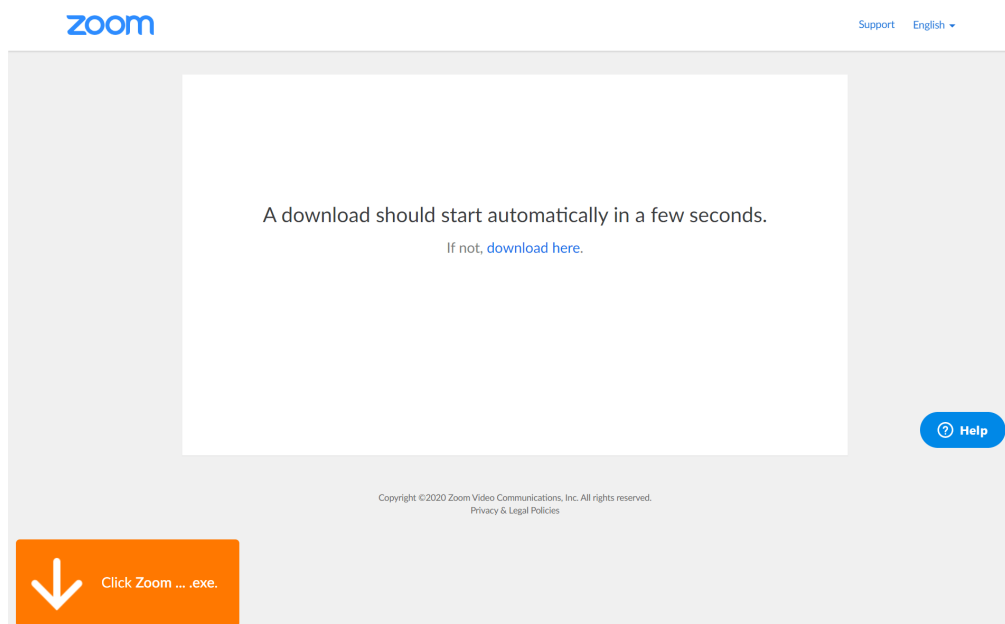 zoom
Support English
A download should start automatically in a few seconds.
If not, download here.
Help
Copyright ©2020 Zoom Video Communications, Inc. All rights reserved.
Privacy & Legal Policies
Click Zoom ... .exe.